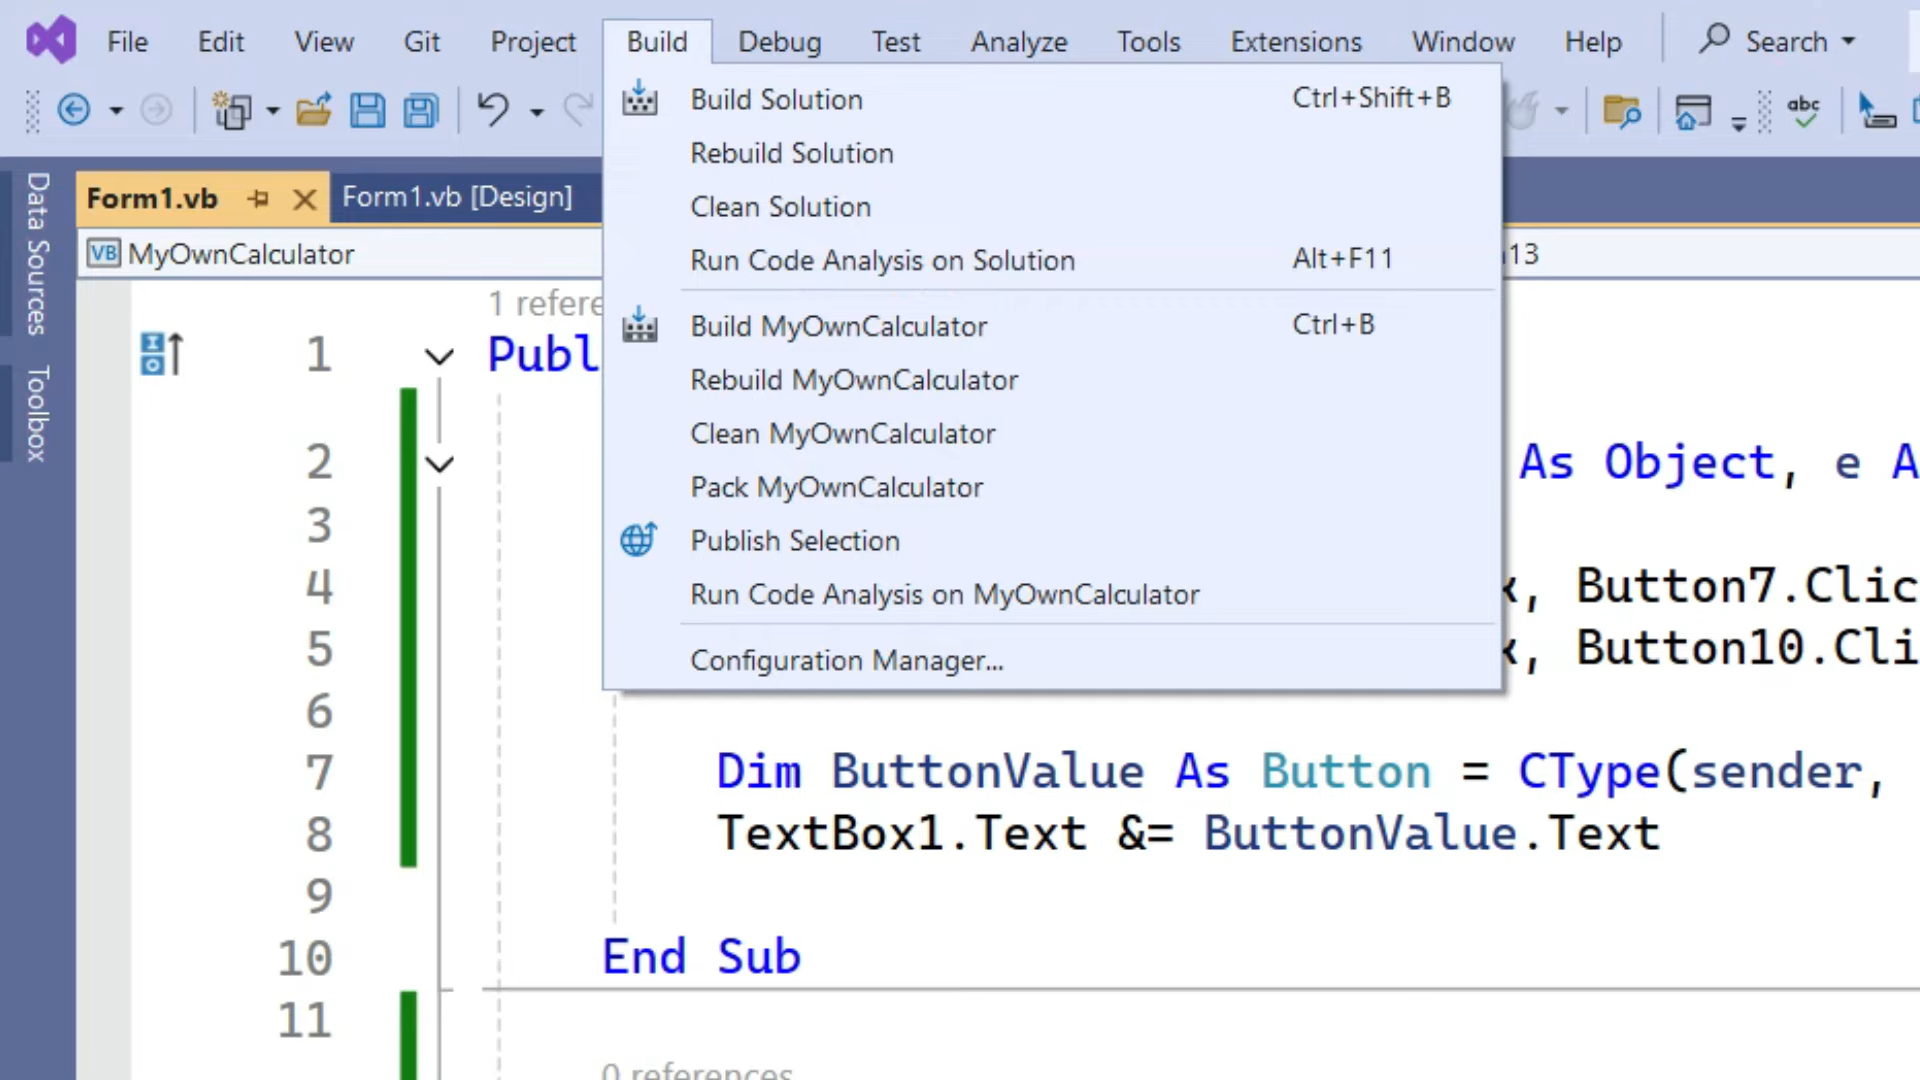 File Edit View Git Project Build Debug Test Analyze Tools Extensions Window Help Search
abc
Form1.vb Form1.vb [Design]
VB MyOwnCalculator
13
Data Sources
Toolbox
Build Solution Ctrl+Shift+B
Rebuild Solution
Clean Solution
Run Code Analysis on Solution Alt+F11
Build MyOwnCalculator Ctrl+B
Rebuild MyOwnCalculator
Clean MyOwnCalculator
Pack MyOwnCalculator
Publish Selection
Run Code Analysis on MyOwnCalculator
Configuration Manager...
1 refere
1 Publ
2 As Object, e A
3
4 , Button7.Clic
5 , Button10.Cli
6
7 Dim ButtonValue As Button = CType(sender,
8 TextBox1.Text &= ButtonValue.Text
9
10 End Sub
11
0 references